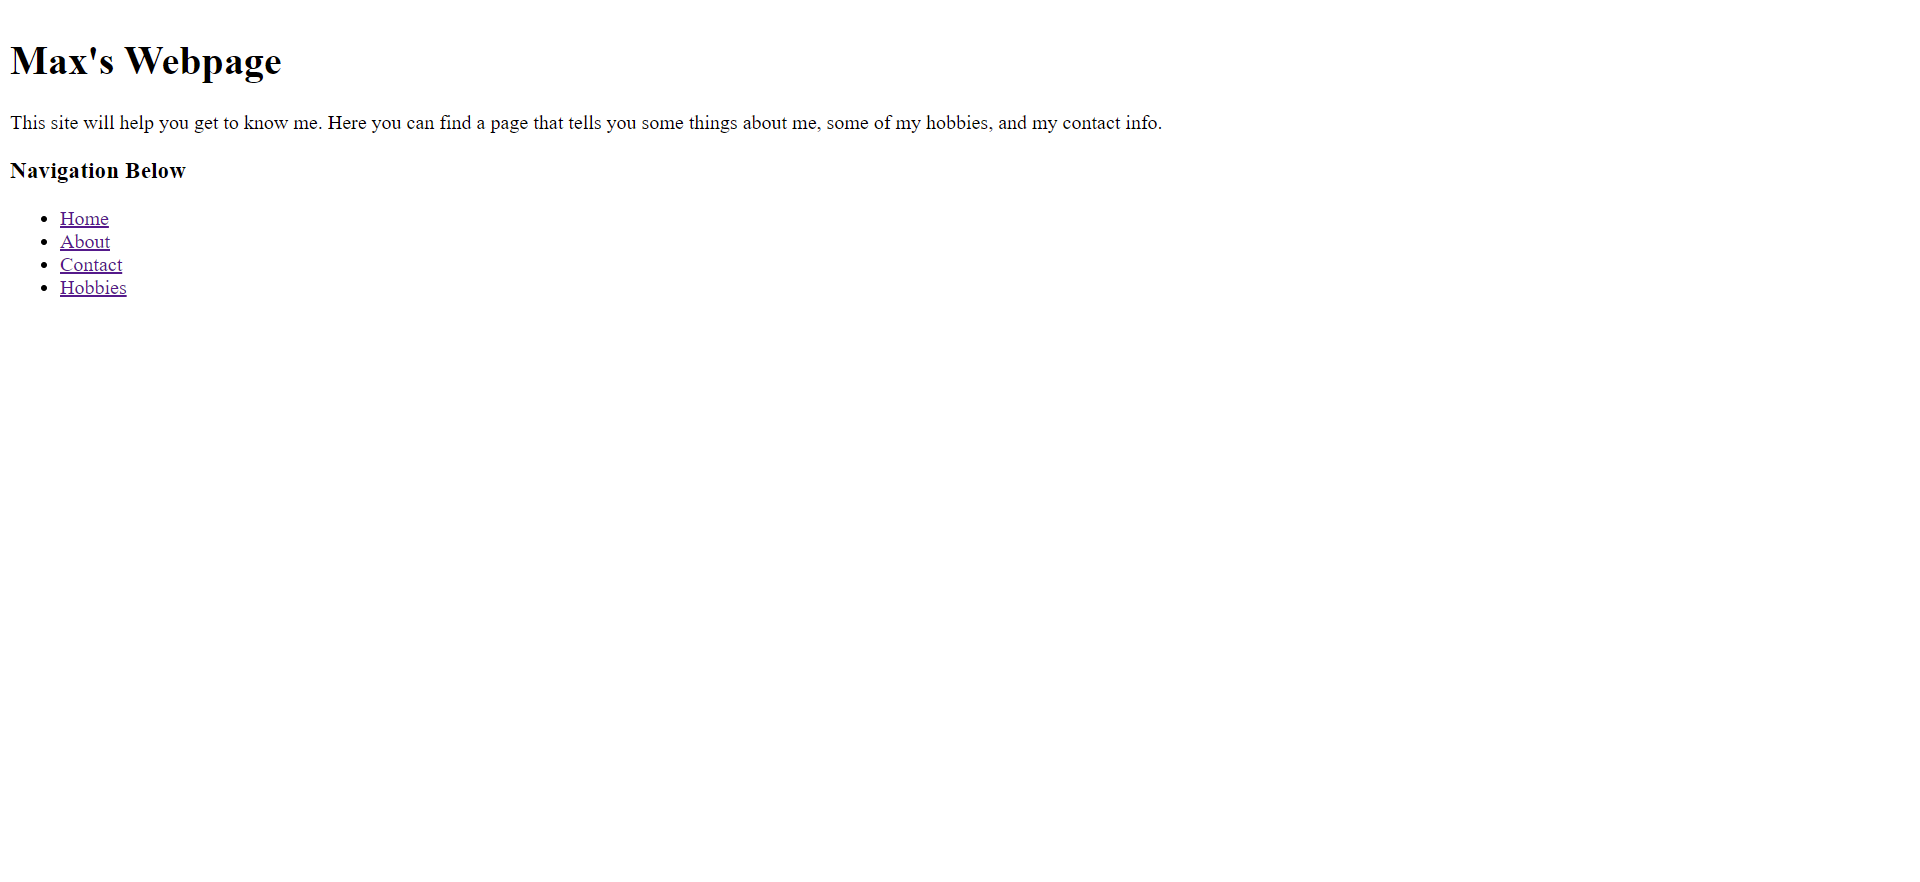 Max's Webpage
This site will help you get to know me. Here you can find a page that tells you some things about me, some of my hobbies, and my contact info.
Navigation Below
Home
About
Contact
Hobbies